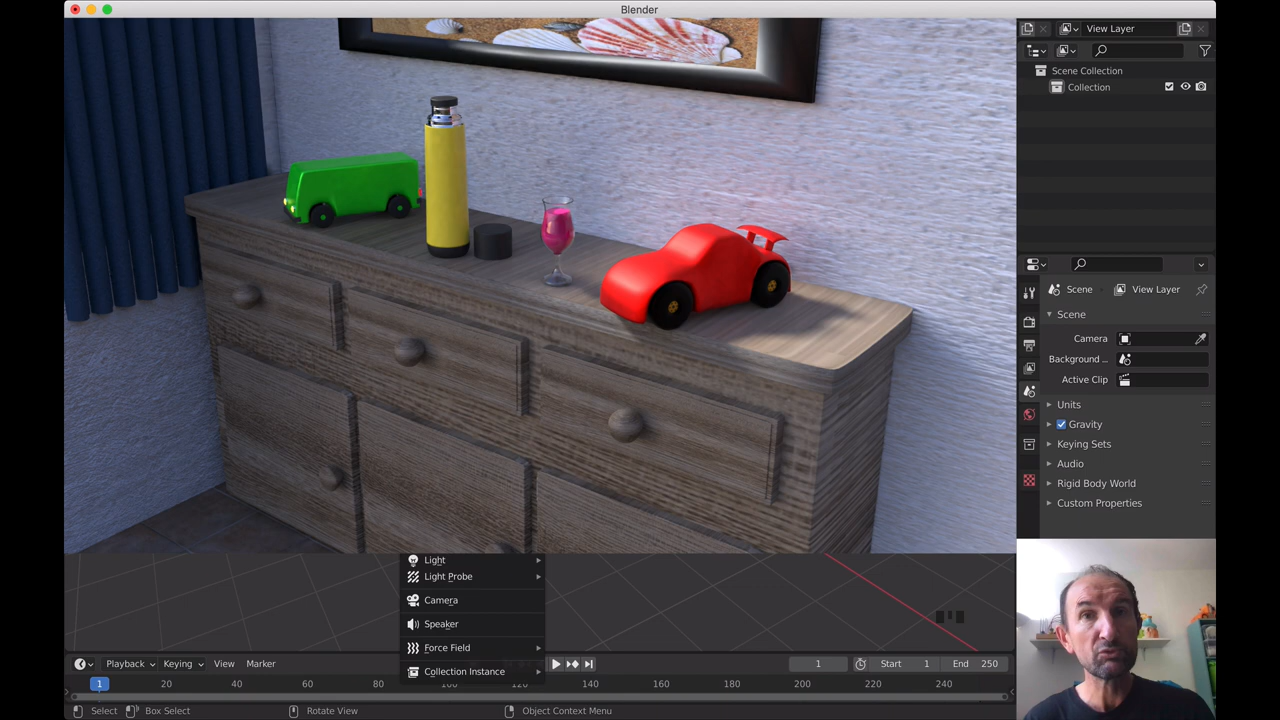 Blender
View Layer
Scene Collection
Collection
Scene
View Layer
Scene
Camera
Background ...
Active Clip
Units
Gravity
Keying Sets
Audio
Rigid Body World
Custom Properties
Light
Light Probe
Camera
Speaker
Force Field
Collection Instance
Playback
Keying
View
Marker
1
Start 1
End 250
1 20 40 60 80 100 120 140 160 180 200 220 240
Select
Box Select
Rotate View
Object Context Menu